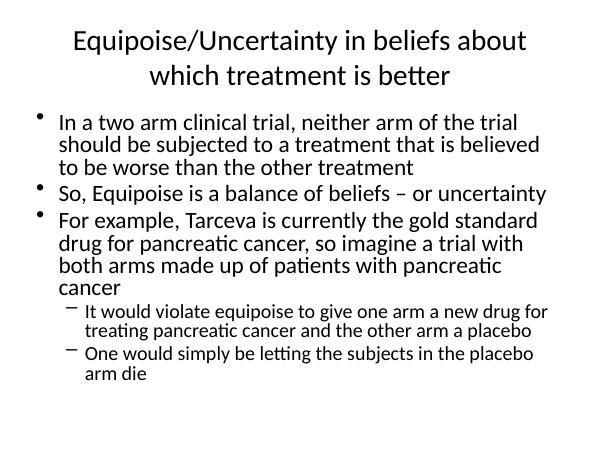 Equipoise/Uncertainty in beliefs about
which treatment is better
• In a two arm clinical trial, neither arm of the trial
should be subjected to a treatment that is believed
to be worse than the other treatment
• So, Equipoise is a balance of beliefs – or uncertainty
• For example, Tarceva is currently the gold standard
drug for pancreatic cancer, so imagine a trial with
both arms made up of patients with pancreatic
cancer
– It would violate equipoise to give one arm a new drug for
treating pancreatic cancer and the other arm a placebo
– One would simply be letting the subjects in the placebo
arm die